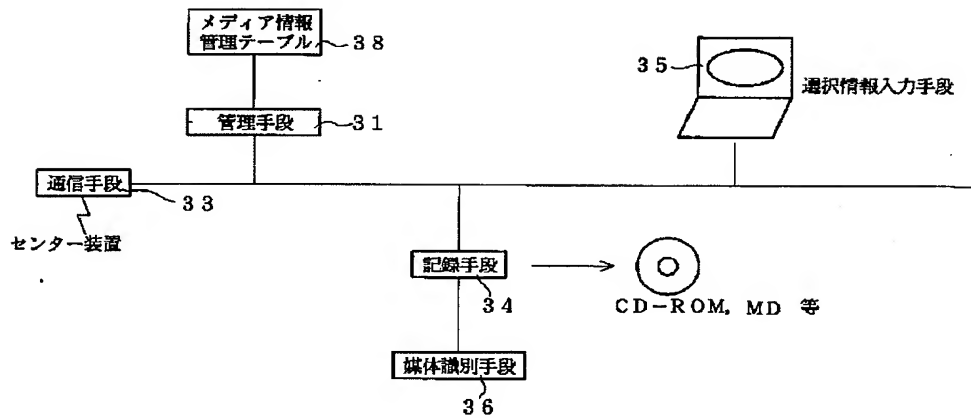 メディア情報
管理テーブル
38
35
選択情報入力手段
管理手段
31
通信手段
33
センター装置
記録手段
34
CD-ROM, MD 等
媒体識別手段
36